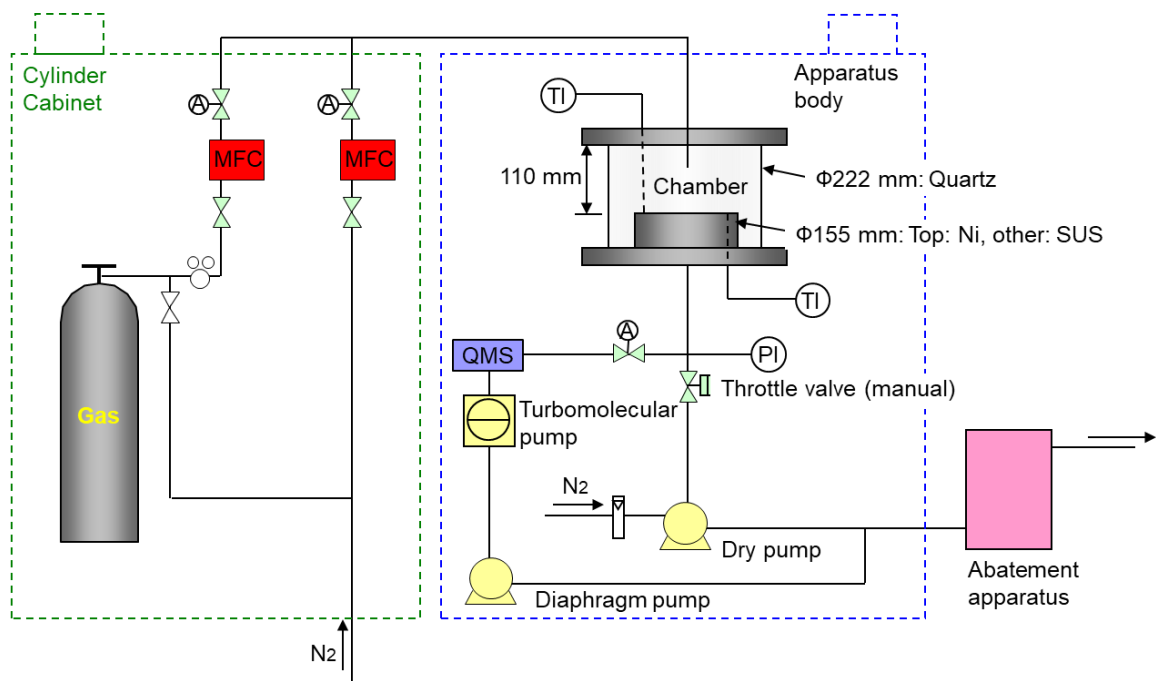 Cylinder
Cabinet
Apparatus
body
A
A
TI
MFC
MFC
110 mm
Chamber
Φ222 mm: Quartz
Φ155 mm: Top: Ni, other: SUS
TI
A
QMS
PI
Throttle valve (manual)
Gas
Turbomolecular
pump
N2
Dry pump
Diaphragm pump
Abatement
apparatus
N2